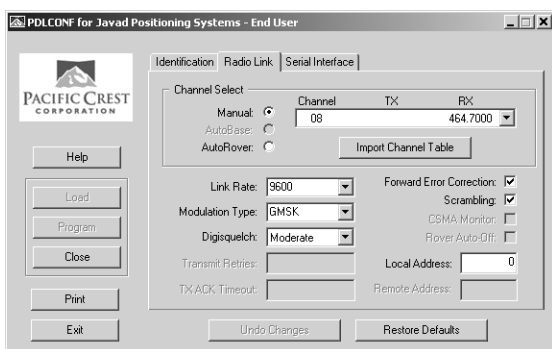 PDLCONF for Javad Positioning Systems - End User
PACIFIC CREST
CORPORATION
Help
Load
Program
Close
Print
Exit
Identification Radio Link Serial Interface
Channel Select
Channel TX RX
Manual: 08 464.7000
AutoBase:
AutoRover: Import Channel Table
Link Rate: 9600 Forward Error Correction:
Scrambling:
Modulation Type: GMSK CSMA Monitor:
Digisquelch: Moderate Rover Auto-Off:
Transmit Retries: Local Address: 0
TX ACK Timeout: Remote Address:
Undo Changes Restore Defaults